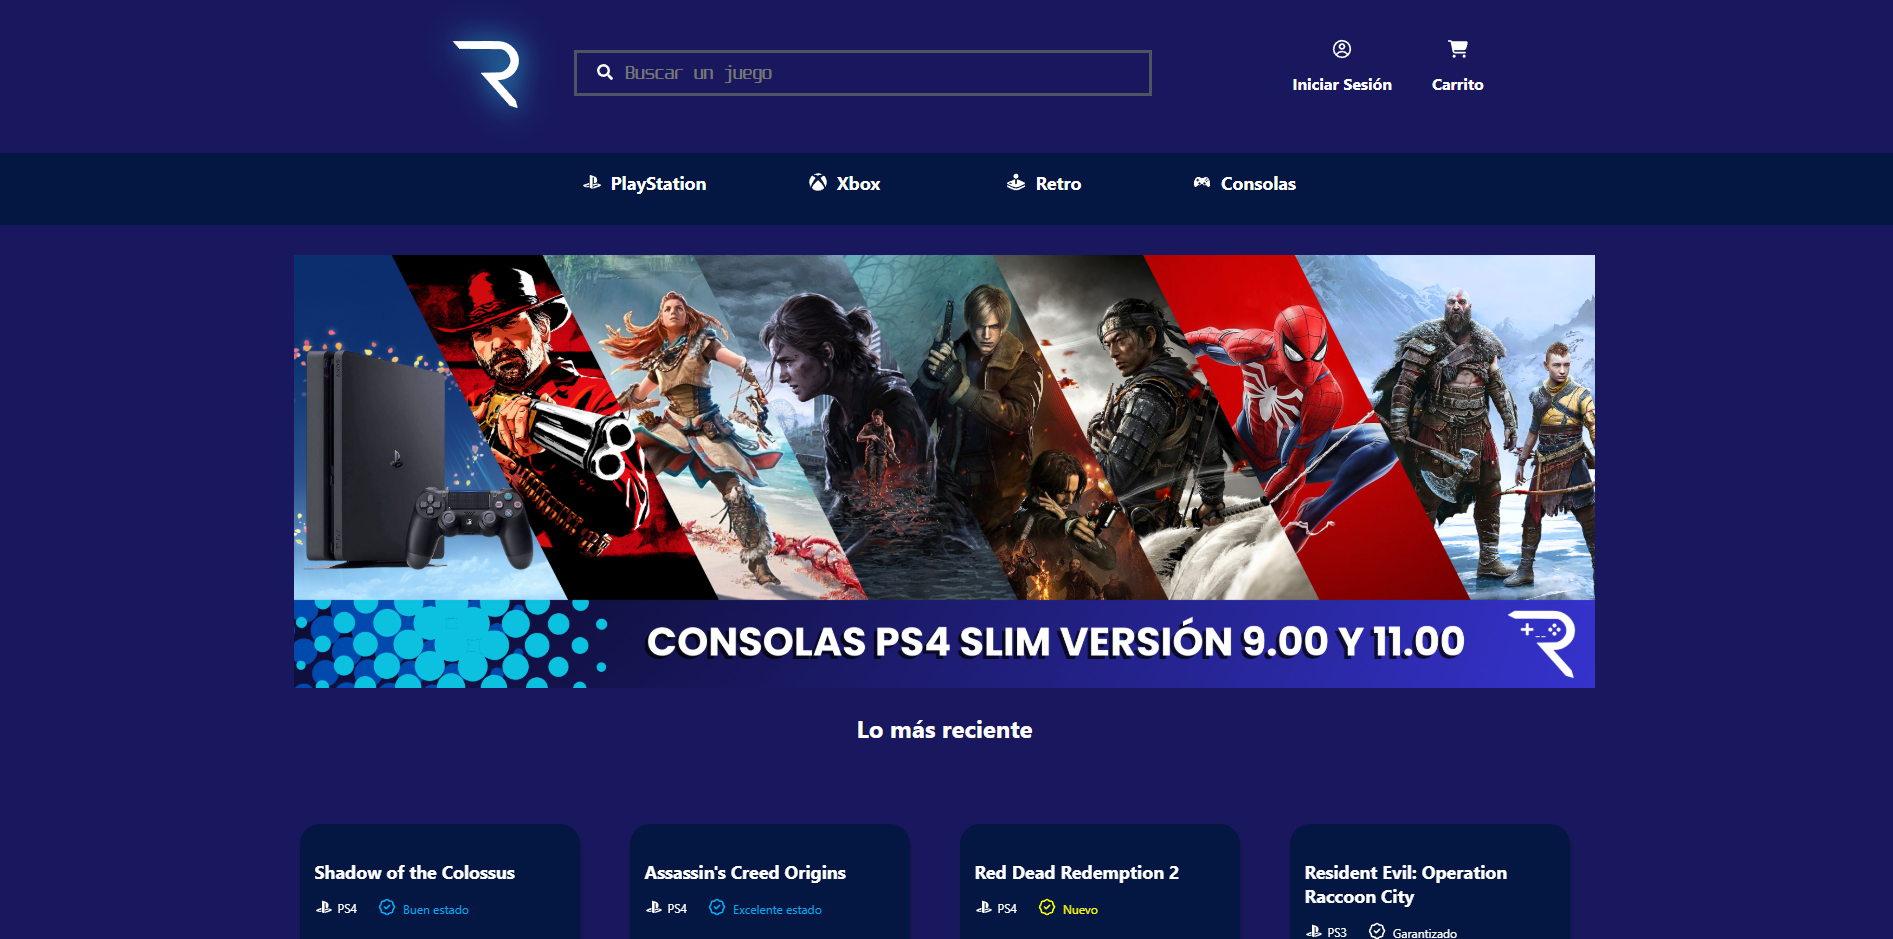 Buscar un juego
Iniciar Sesión
Carrito
PlayStation
Xbox
Retro
Consolas
CONSOLAS PS4 SLIM VERSIÓN 9.00 Y 11.00
Lo más reciente
Shadow of the Colossus
PS4 Buen estado
Assassin's Creed Origins
PS4 Excelente estado
Red Dead Redemption 2
PS4 Nuevo
Resident Evil: Operation
Raccoon City
PS3 Garantizado